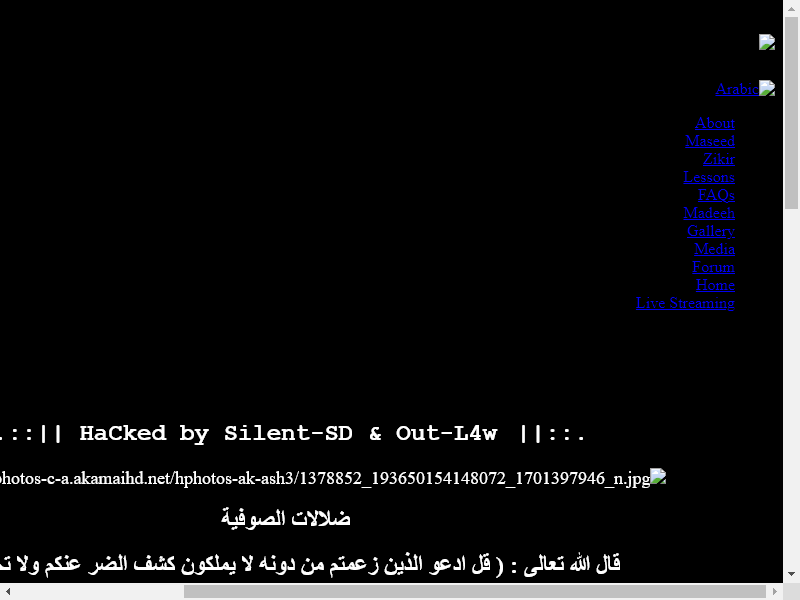 Arabic
About
Maseed
Zikir
Lessons
FAQs
Madeeh
Gallery
Media
Forum
Home
Live Streaming
.::|| HaCked by Silent-SD & Out-L4w ||::.
photos-c-a.akamaihd.net/hphotos-ak-ash3/1378852_193650154148072_1701397946_n.jpg
ضلالات الصوفية
قال الله تعالى : ( قل ادعو الذين زعمتم من دونه لا يملكون كشف الضر عنكم ولا